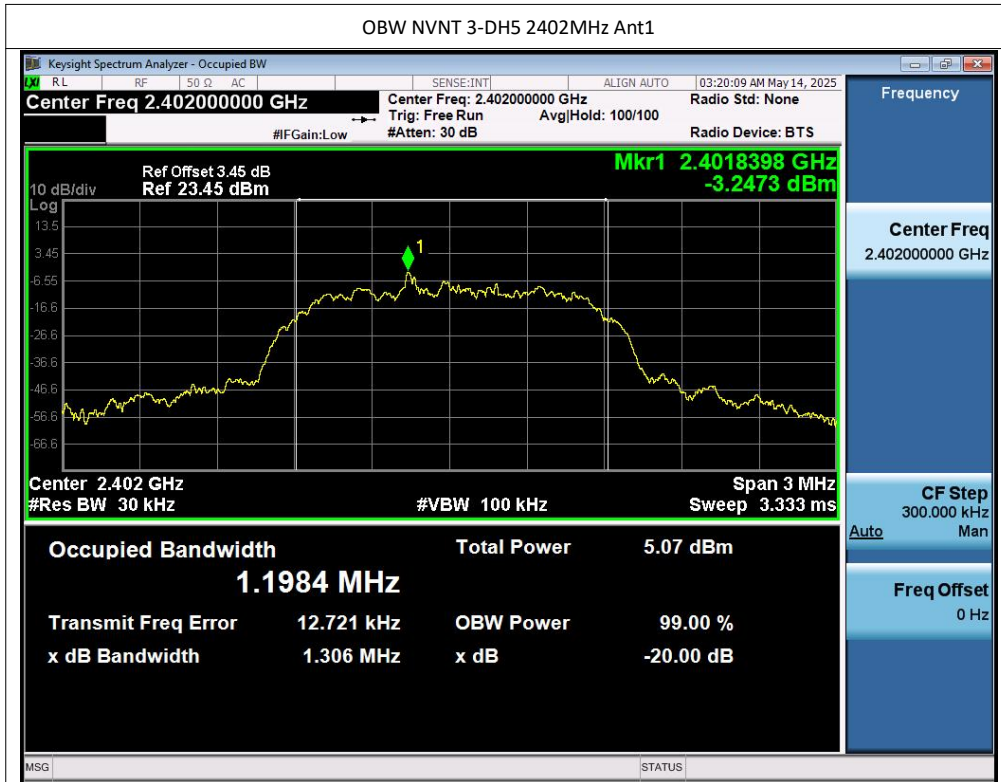 OBW NVNT 3-DH5 2402MHz Ant1
Keysight Spectrum Analyzer - Occupied BW
LXI RL RF 50 Ω AC SENSE:INT ALIGN AUTO 03:20:09 AM May 14, 2025
Center Freq 2.402000000 GHz
Center Freq: 2.402000000 GHz
Radio Std: None
Trig: Free Run Avg|Hold: 100/100
#IFGain:Low #Atten: 30 dB Radio Device: BTS
Frequency
Mkr1 2.4018398 GHz
-3.2473 dBm
Ref Offset 3.45 dB
10 dB/div Ref 23.45 dBm
Log
13.5
3.45
-6.55
-16.6
-26.6
-36.6
-46.6
-56.6
-66.6
1
Center 2.402 GHz Span 3 MHz
#Res BW 30 kHz #VBW 100 kHz Sweep 3.333 ms
Center Freq
2.402000000 GHz
CF Step
300.000 kHz
Auto Man
Freq Offset
0 Hz
Occupied Bandwidth Total Power 5.07 dBm
1.1984 MHz
Transmit Freq Error 12.721 kHz OBW Power 99.00 %
x dB Bandwidth 1.306 MHz x dB -20.00 dB
MSG STATUS